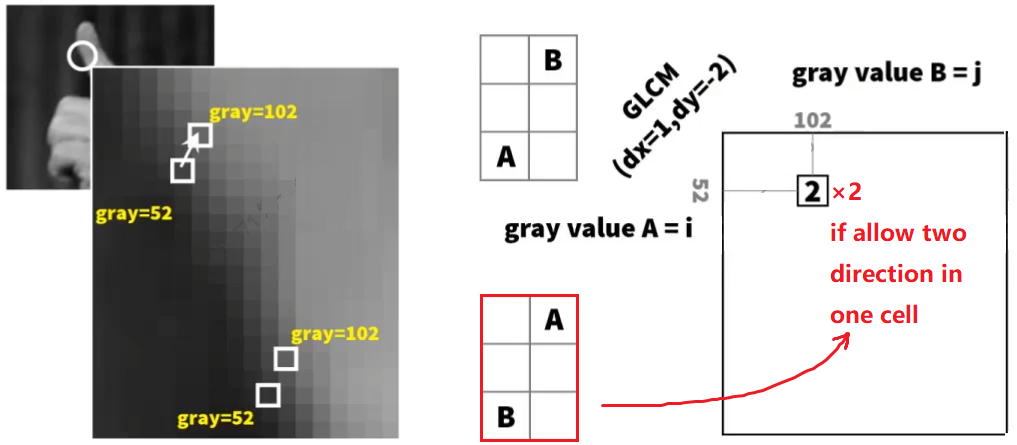 gray=102
gray=52
gray=102
gray=52
B
A
GLCM
(dx=1,dy=-2)
gray value B = j
102
52
2 ×2
gray value A = i
if allow two
direction in
one cell
A
B